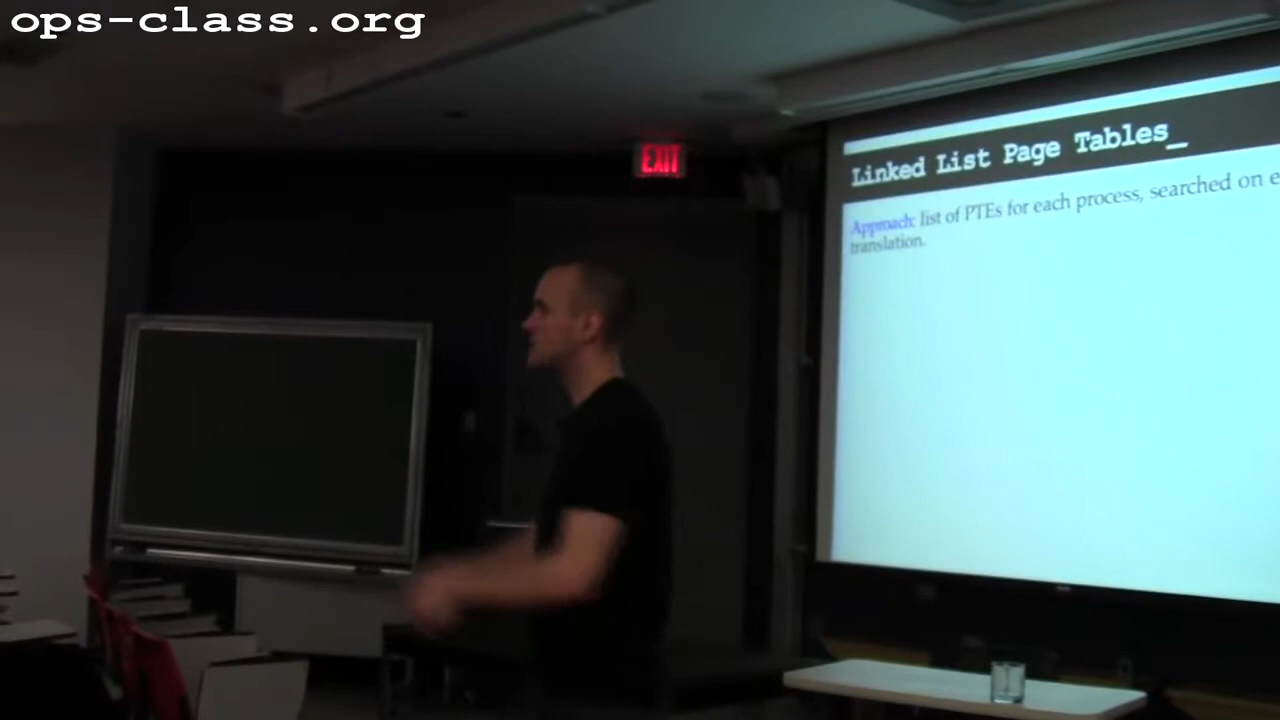 ops-class.org
EXIT
Linked List Page Tables_
Approach: list of PTEs for each process, searched on e
translation.